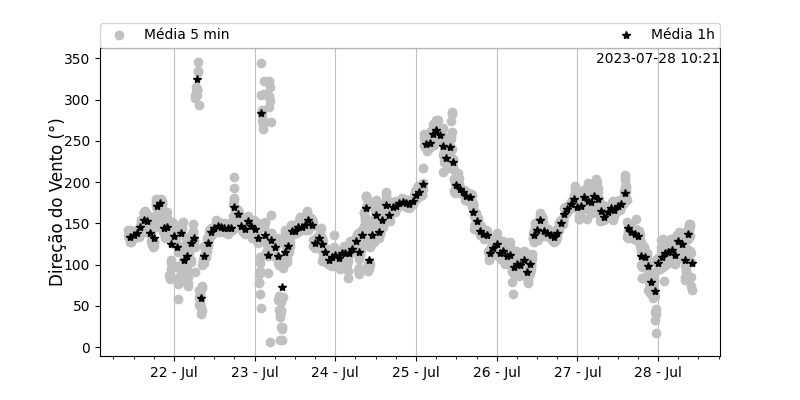 Média 5 min
Média 1h
2023-07-28 10:21
Direção do Vento (°)
350
300
250
200
150
100
50
0
22 - Jul
23 - Jul
24 - Jul
25 - Jul
26 - Jul
27 - Jul
28 - Jul